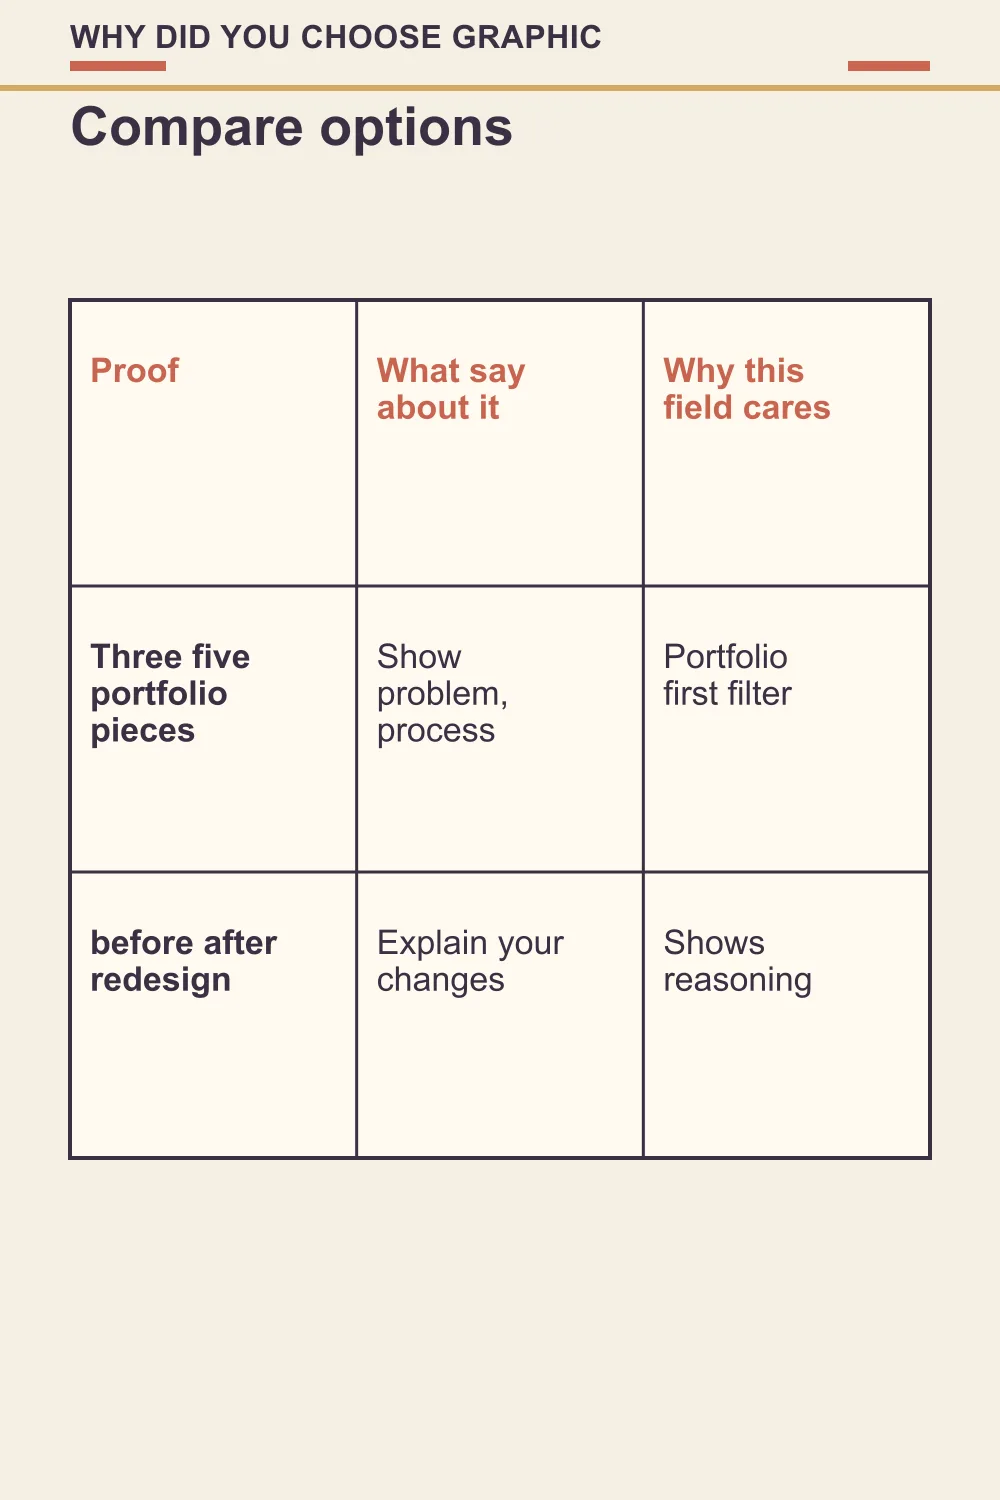 WHY DID YOU CHOOSE GRAPHIC
Compare options
Proof
What say
about it
Why this
field cares
Three five
portfolio
pieces
Show
problem,
process
Portfolio
first filter
before after
redesign
Explain your
changes
Shows
reasoning